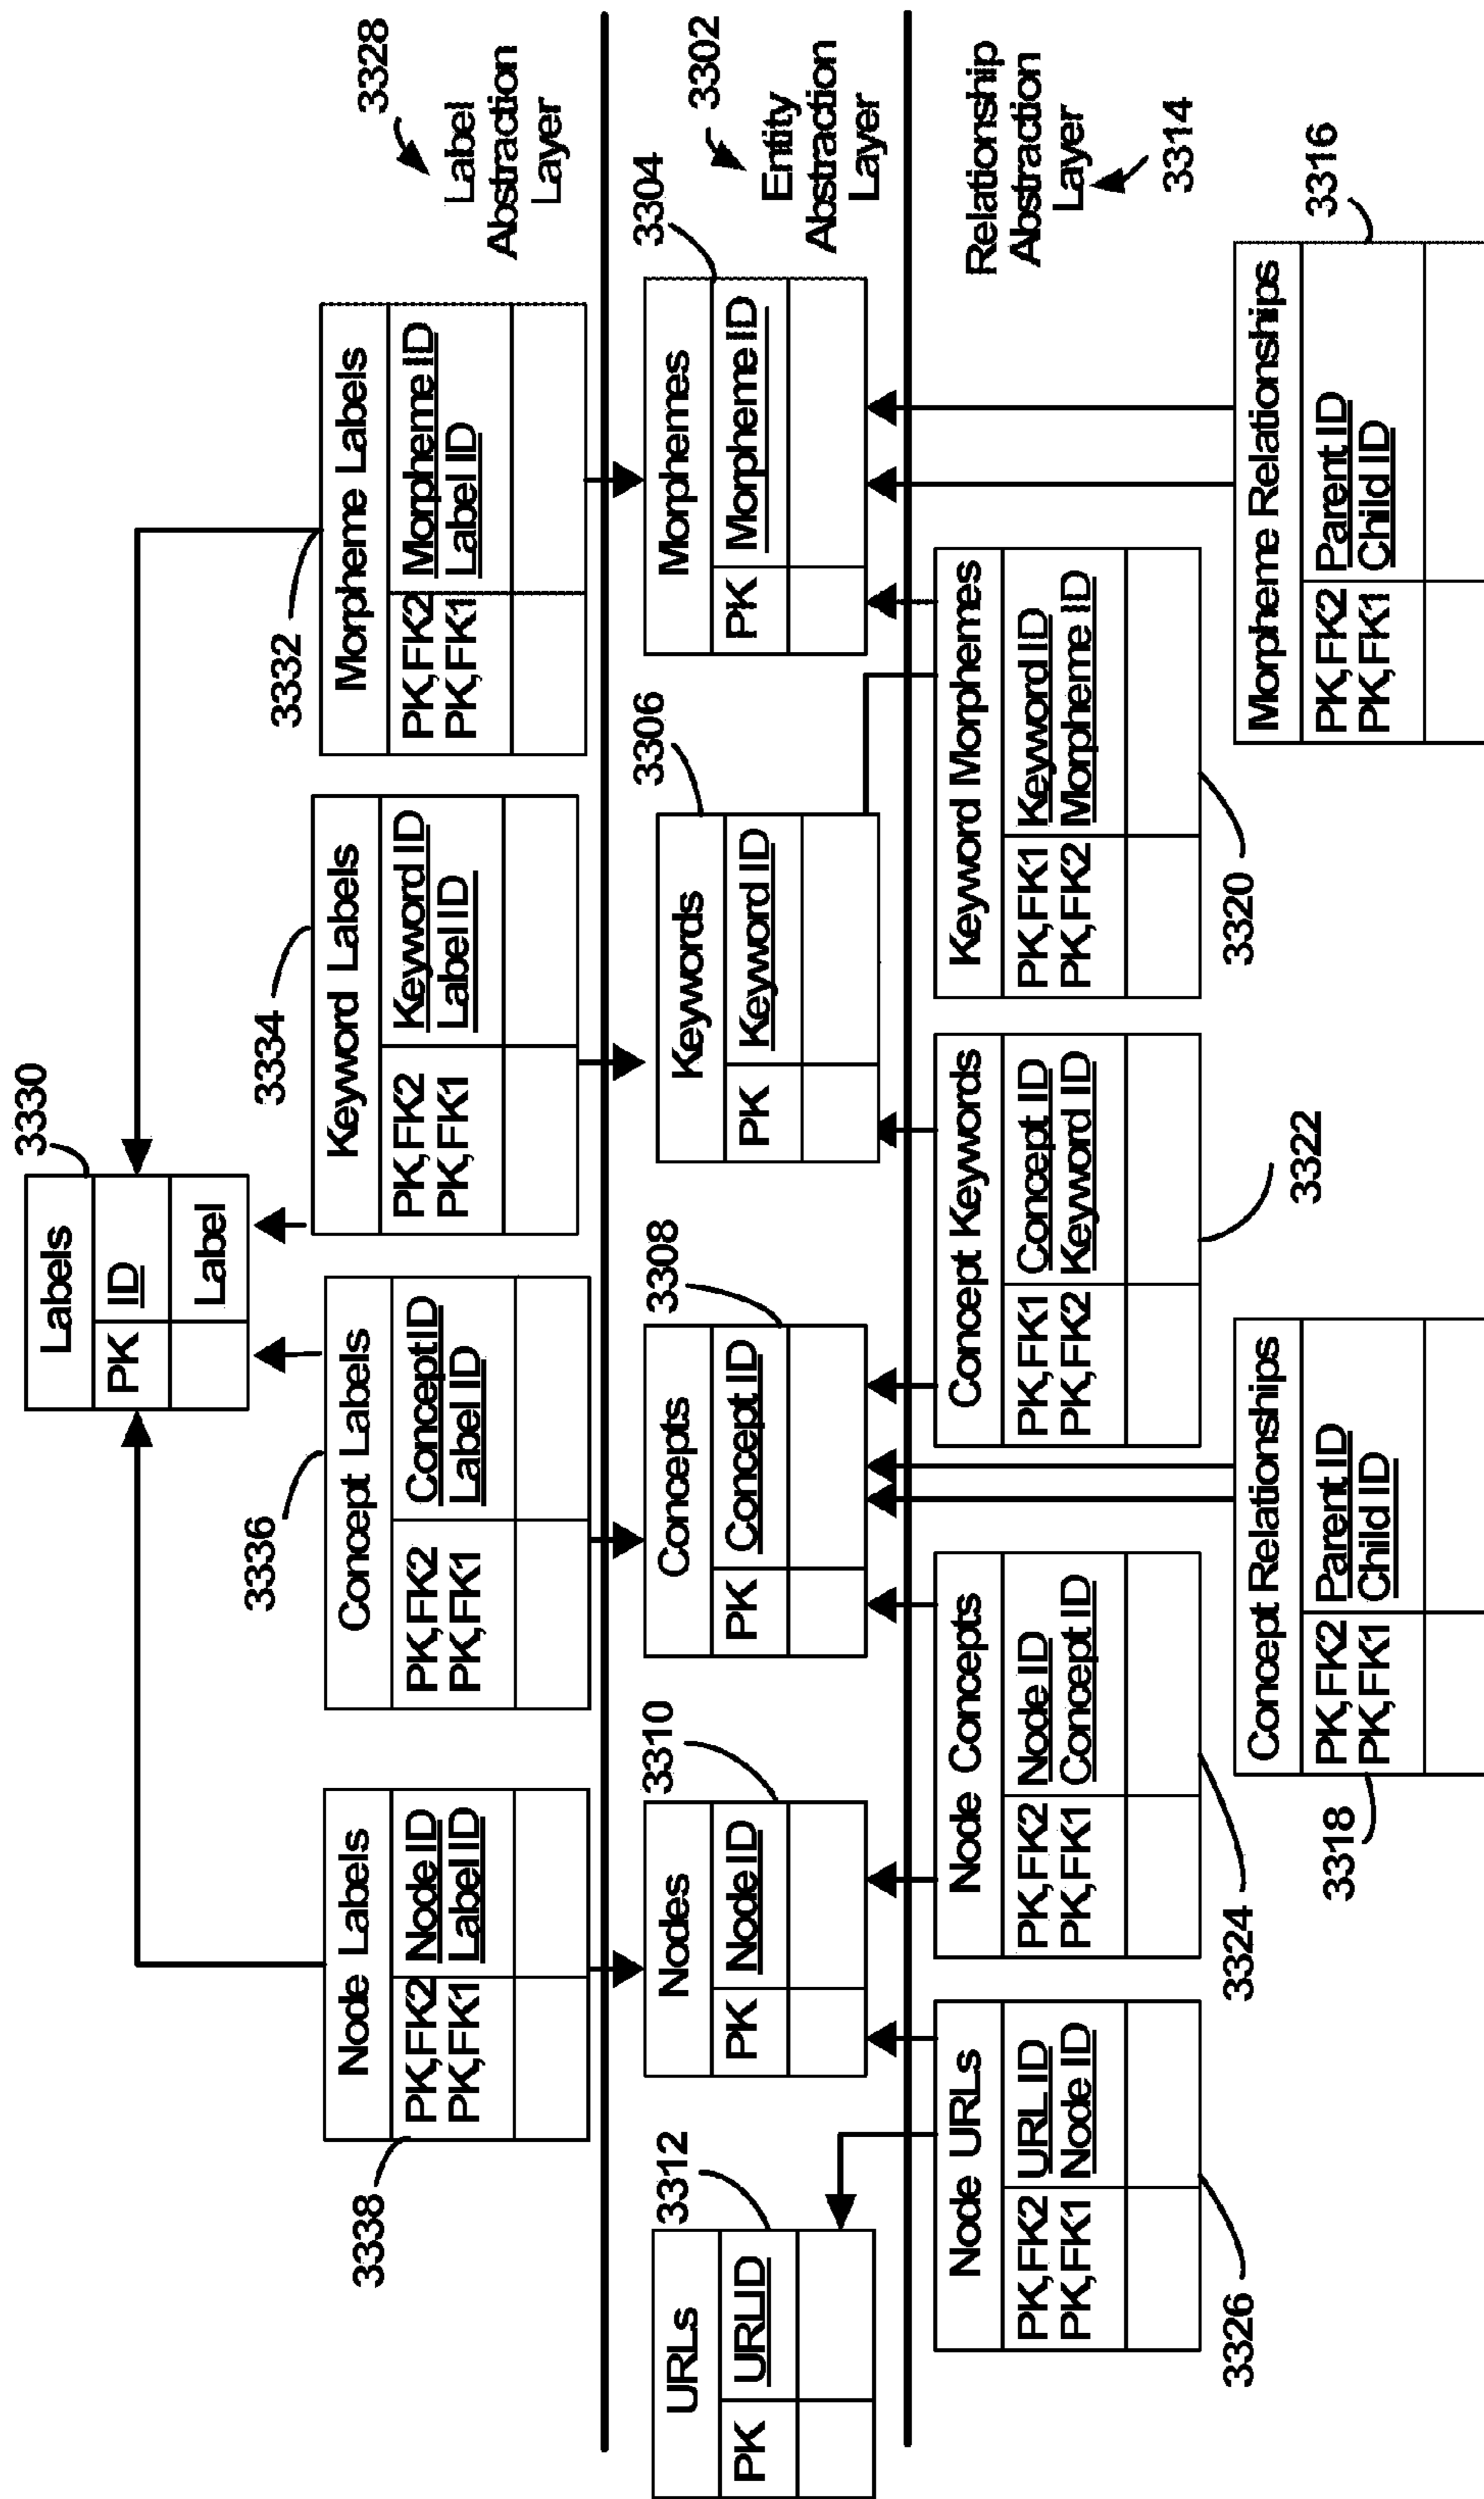 3330
Labels
PK ID
Label
3338
Node Labels
PK,FK2 Node ID
PK,FK1 Label ID
3336
Concept Labels
PK,FK2 Concept ID
PK,FK1 Label ID
3334
Keyword Labels
PK,FK2 Keyword ID
PK,FK1 Label ID
3332
Morpheme Labels
PK,FK2 Morpheme ID
PK,FK1 Label ID
3328
Label
Abstraction
Layer
3312
URLs
PK URLID
3310
Nodes
PK Node ID
3308
Concepts
PK Concept ID
3306
Keywords
PK Keyword ID
3304
Morphemes
PK Morpheme ID
3302
Entity
Abstraction
Layer
Node URLs
PK,FK2 URL ID
PK,FK1 Node ID
3326
Node Concepts
PK,FK2 Node ID
PK,FK1 Concept ID
3324
Concept Keywords
PK,FK1 Concept ID
PK,FK2 Keyword ID
3322
Keyword Morphemes
PK,FK1 Keyword ID
PK,FK2 Morpheme ID
3320
Relationship
Abstraction
Layer
3314
3318
Concept Relationships
PK,FK2 Parent ID
PK,FK1 Child ID
3316
Morpheme Relationships
PK,FK2 Parent ID
PK,FK1 Child ID